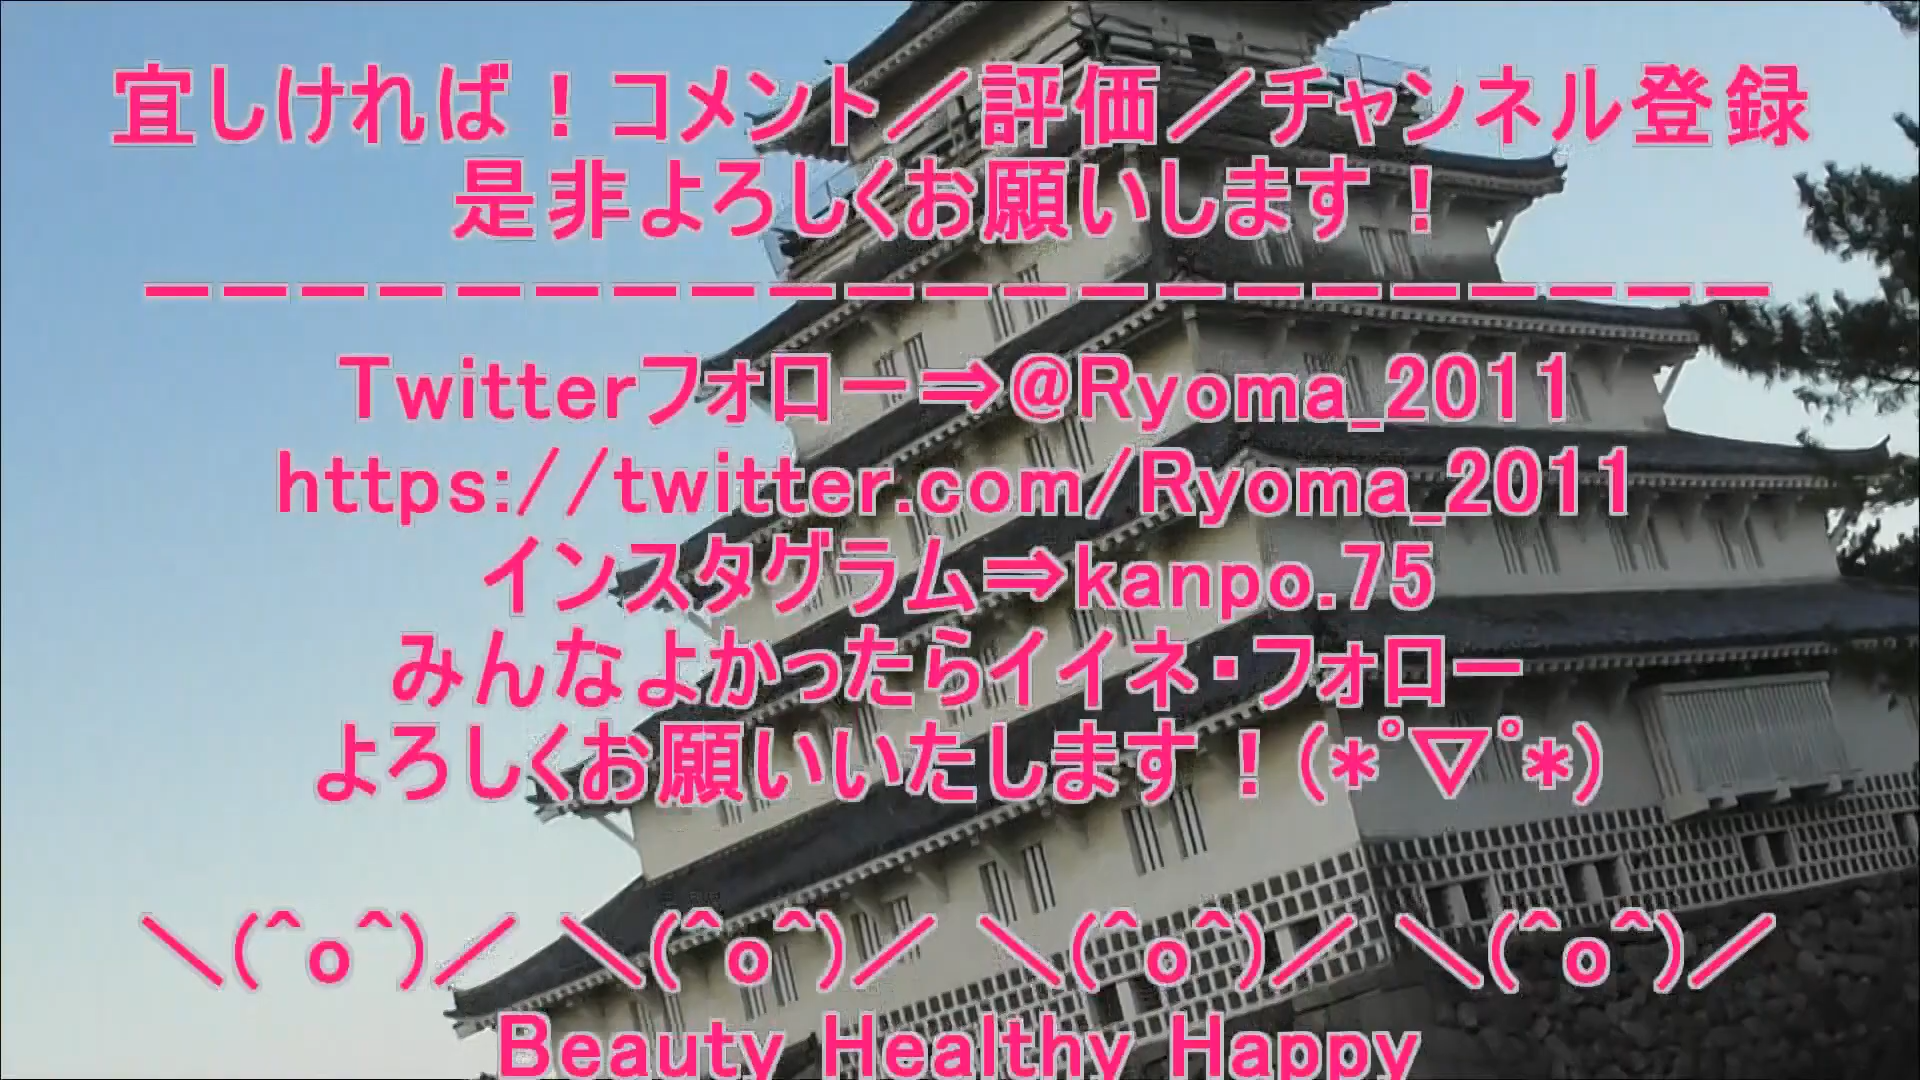 宜しければ！コメント／評価／チャンネル登録
是非よろしくお願いします！
ーーーーーーーーーーーーーーーーーーーーー
Twitterフォロー⇒@Ryoma_2011
https://twitter.com/Ryoma_2011
インスタグラム⇒kanpo.75
みんなよかったらイイネ・フォロー
よろしくお願いいたします！(*ﾟ▽ﾟ*)
＼(^o^)／ ＼(^o^)／ ＼(^o^)／ ＼(^o^)／
Beauty Healthy Happy